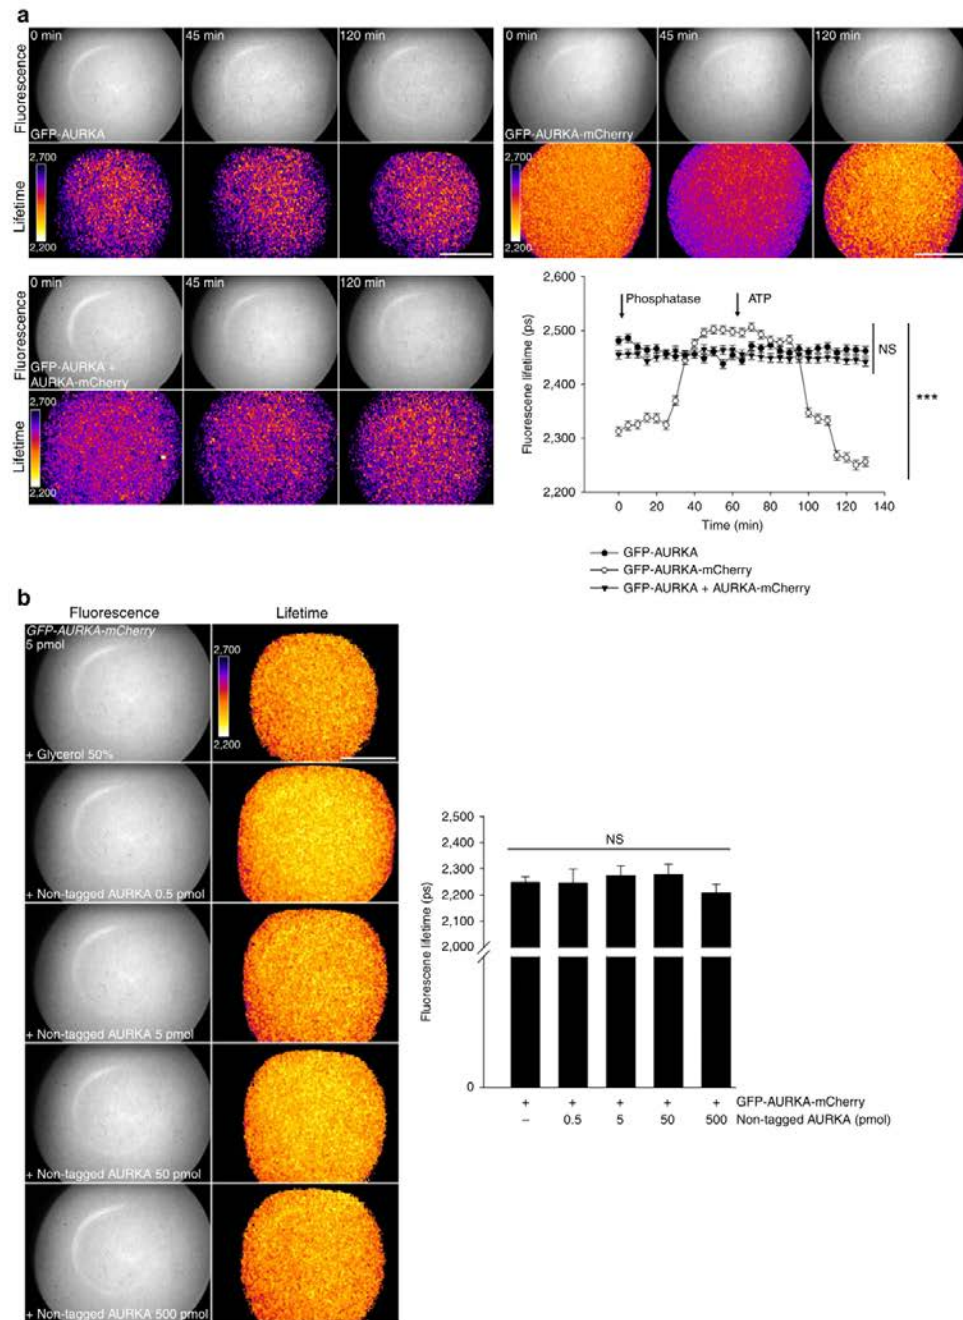 a
0 min
45 min
120 min
0 min
45 min
120 min
Fluorescence
GFP-AURKA
GFP-AURKA-mCherry
Lifetime
2,700
2,200
2,700
2,200
0 min
45 min
120 min
Fluorescence
GFP-AURKA +
AURKA-mCherry
Lifetime
2,700
2,200
2,600
2,500
2,400
2,300
2,200
Fluorescene lifetime (ps)
Phosphatase
ATP
NS
***
0
20
40
60
80
100
120
140
Time (min)
GFP-AURKA
GFP-AURKA-mCherry
GFP-AURKA + AURKA-mCherry
b
Fluorescence
Lifetime
GFP-AURKA-mCherry
5 pmol
2,700
2,200
+ Glycerol 50%
+ Non-tagged AURKA 0.5 pmol
+ Non-tagged AURKA 5 pmol
+ Non-tagged AURKA 50 pmol
+ Non-tagged AURKA 500 pmol
2,500
2,400
2,300
2,200
2,100
2,000
0
Fluorescene lifetime (ps)
NS
+ + + + + GFP-AURKA-mCherry
– 0.5 5 50 500 Non-tagged AURKA (pmol)